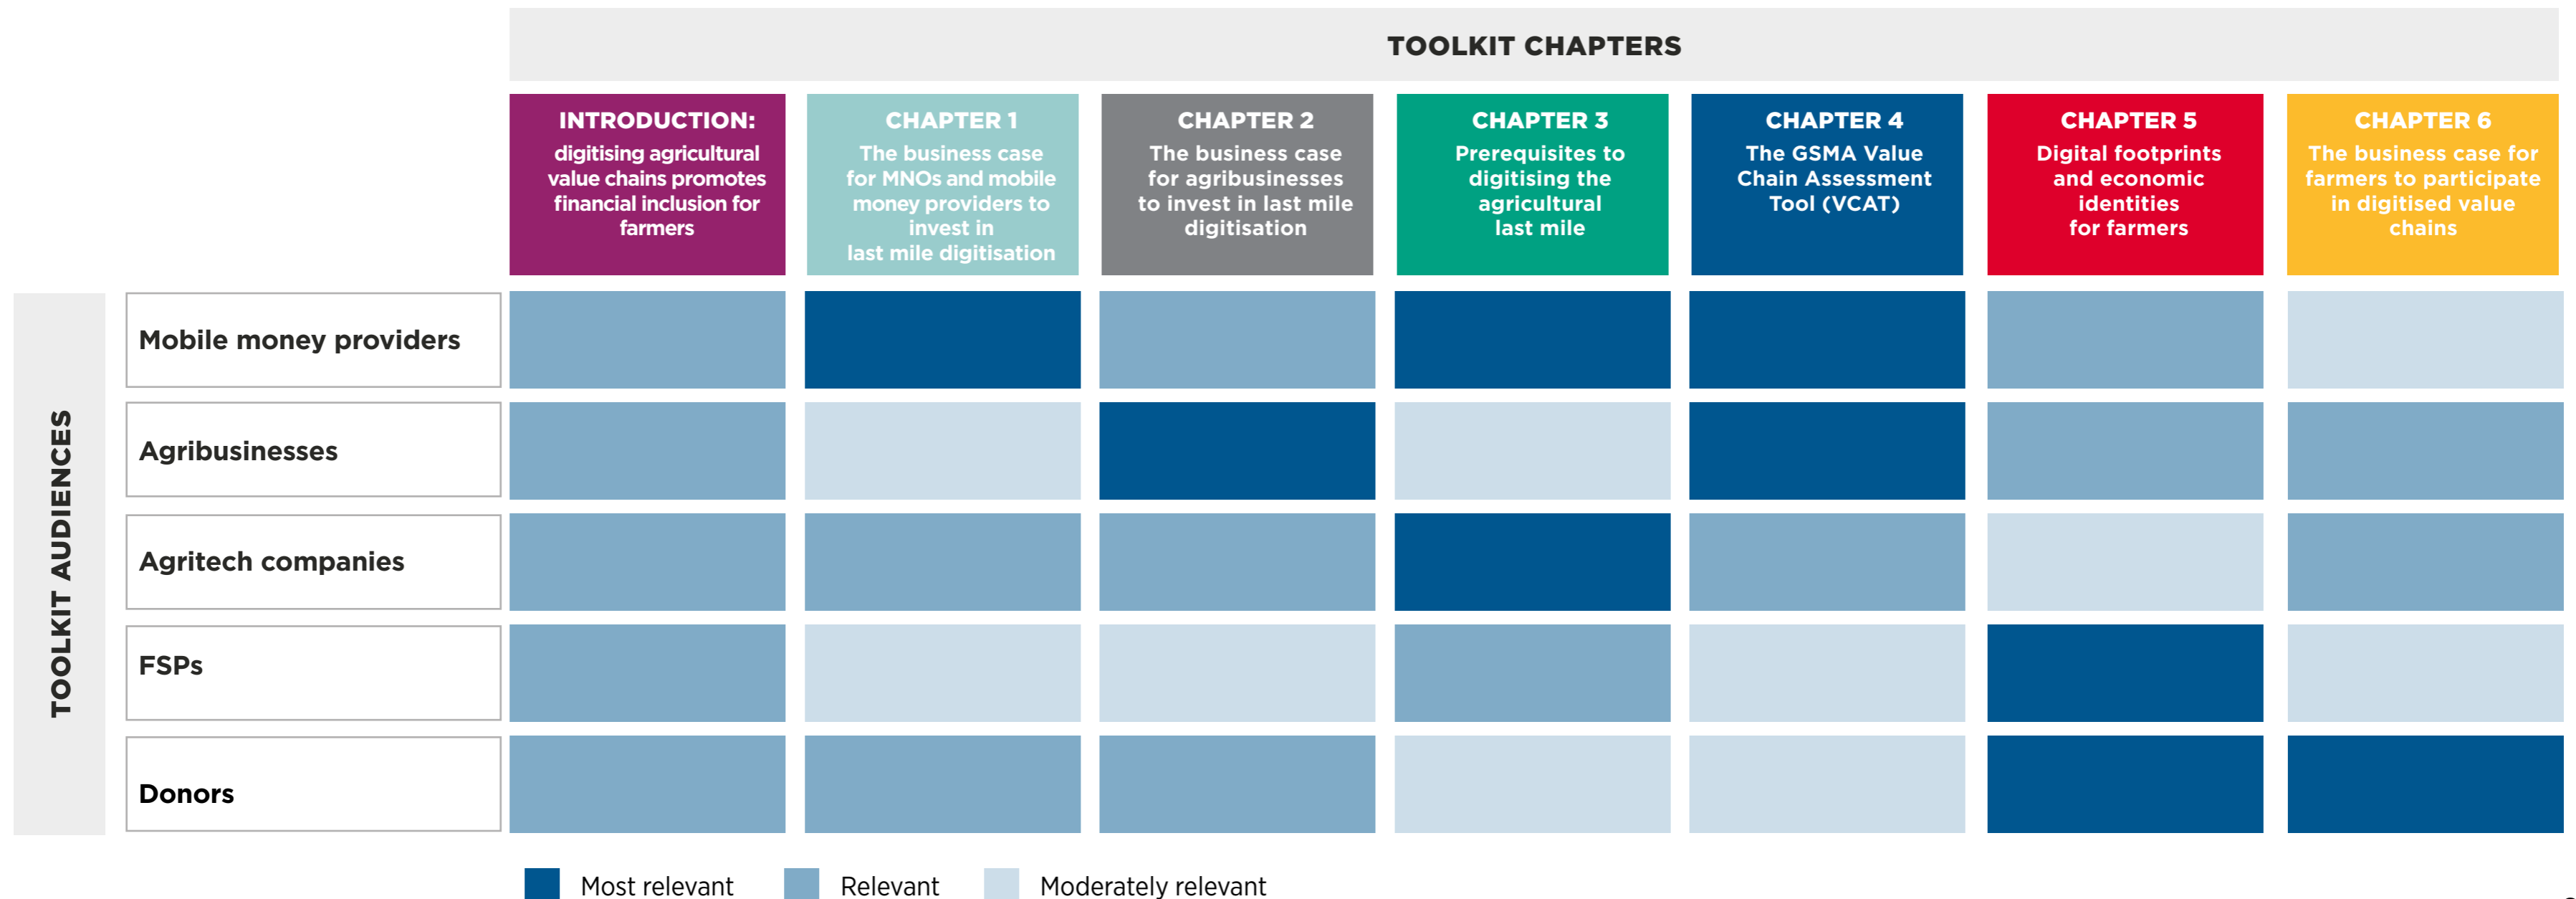 TOOLKIT CHAPTERS
INTRODUCTION:
digitising agricultural
value chains promotes
financial inclusion for
farmers
CHAPTER 1
The business case
for MNOs and mobile
money providers to
invest in
last mile digitisation
CHAPTER 2
The business case
for agribusinesses
to invest in last mile
digitisation
CHAPTER 3
Prerequisites to
digitising the
agricultural
last mile
CHAPTER 4
The GSMA Value
Chain Assessment
Tool (VCAT)
CHAPTER 5
Digital footprints
and economic
identities
for farmers
CHAPTER 6
The business case for
farmers to participate
in digitised value
chains
TOOLKIT AUDIENCES
Mobile money providers
Agribusinesses
Agritech companies
FSPs
Donors
Most relevant
Relevant
Moderately relevant